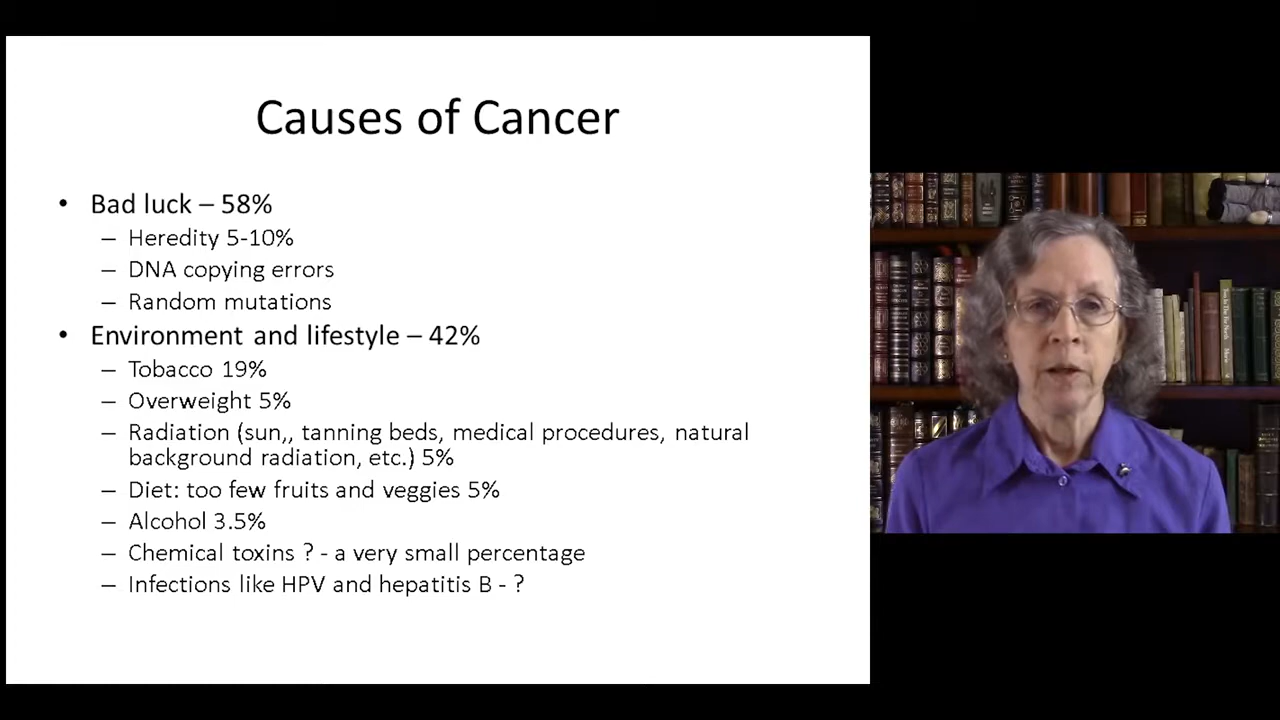 Causes of Cancer
• Bad luck – 58%
– Heredity 5-10%
– DNA copying errors
– Random mutations
• Environment and lifestyle – 42%
– Tobacco 19%
– Overweight 5%
– Radiation (sun,, tanning beds, medical procedures, natural
background radiation, etc.) 5%
– Diet: too few fruits and veggies 5%
– Alcohol 3.5%
– Chemical toxins ? - a very small percentage
– Infections like HPV and hepatitis B - ?